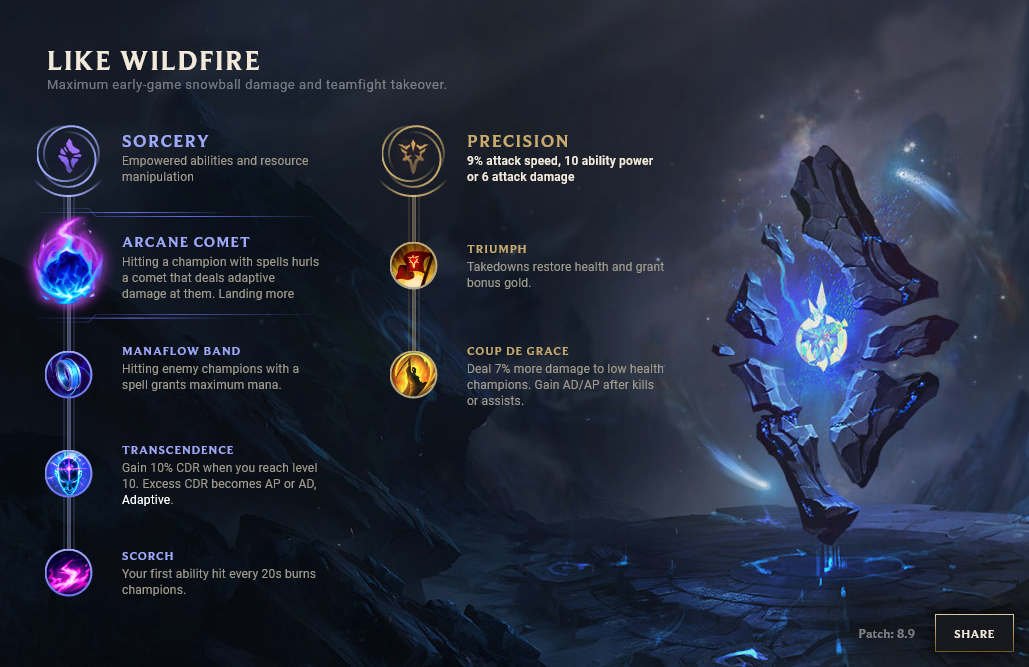 LIKE WILDFIRE
Maximum early-game snowball damage and teamfight takeover.
SORCERY
Empowered abilities and resource
manipulation
ARCANE COMET
Hitting a champion with spells hurls
a comet that deals adaptive
damage at them. Landing more
MANAFLOW BAND
Hitting enemy champions with a
spell grants maximum mana.
TRANSCENDENCE
Gain 10% CDR when you reach level
10. Excess CDR becomes AP or AD,
Adaptive.
SCORCH
Your first ability hit every 20s burns
champions.
PRECISION
9% attack speed, 10 ability power
or 6 attack damage
TRIUMPH
Takedowns restore health and grant
bonus gold.
COUP DE GRACE
Deal 7% more damage to low health
champions. Gain AD/AP after kills
or assists.
Patch: 8.9
SHARE